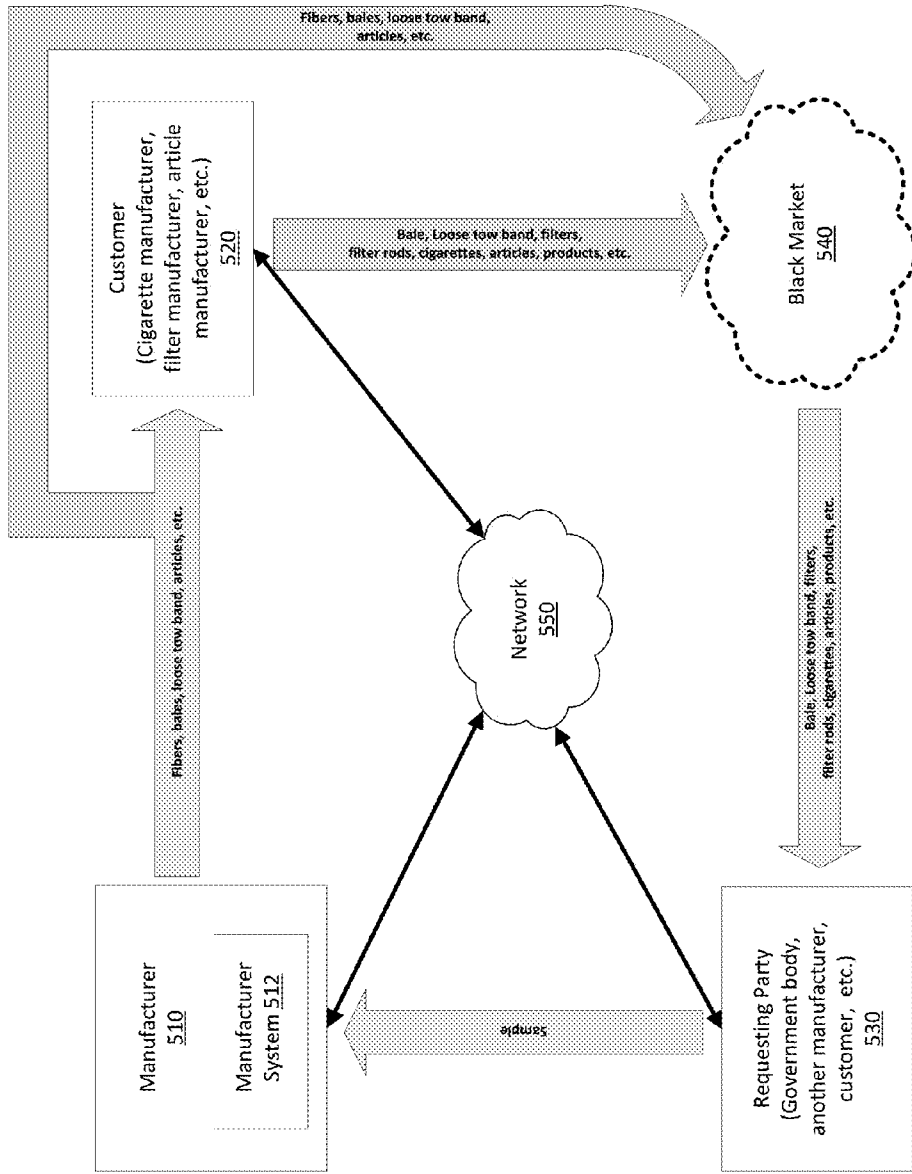 Manufacturer
510
Manufacturer
System 512
Fibers, bales, loose tow band, articles, etc.
Customer
(Cigarette manufacturer,
filter manufacturer, article
manufacturer, etc.)
520
Fibers, bales, loose tow band,
articles, etc.
Sample
Network
550
Bale, Loose tow band, filters,
filter rods, cigarettes, articles, products, etc.
Requesting Party
(Government body,
another manufacturer,
customer, etc.)
530
Bale, Loose tow band, filters,
filter rods, cigarettes, articles, products, etc.
Black Market
540